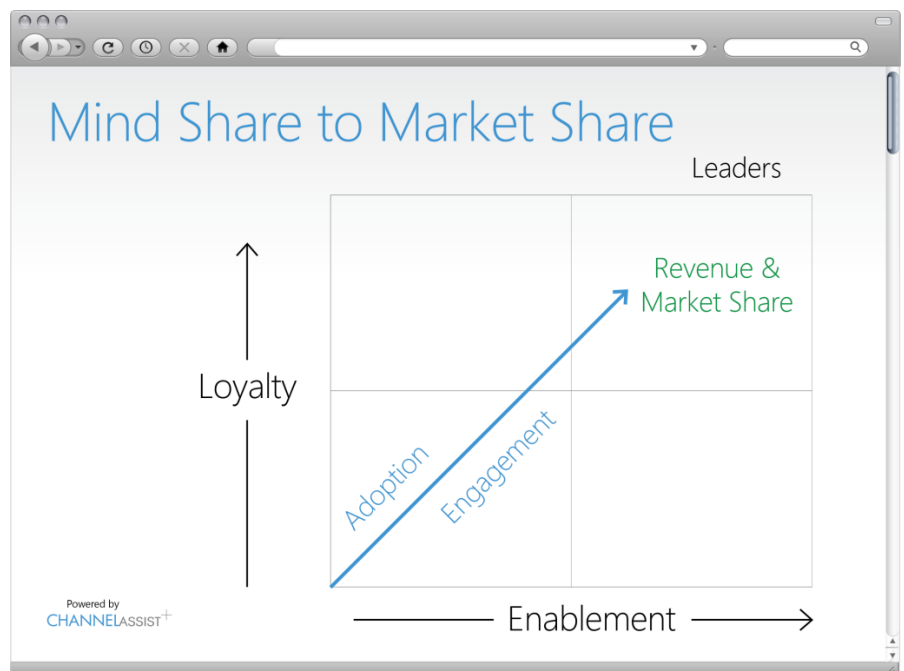 Mind Share to Market Share
Leaders
Revenue &
Market Share
Loyalty
Adoption
Engagement
Enablement
Powered by
CHANNELASSIST+